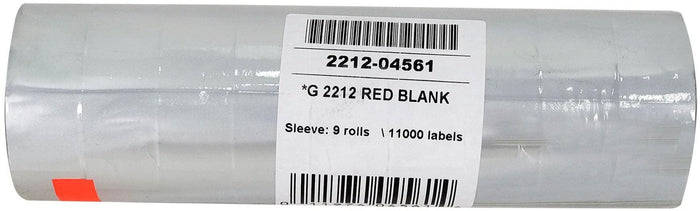 2212-04561
*G 2212 RED BLANK
Sleeve: 9 rolls \ 11000 labels